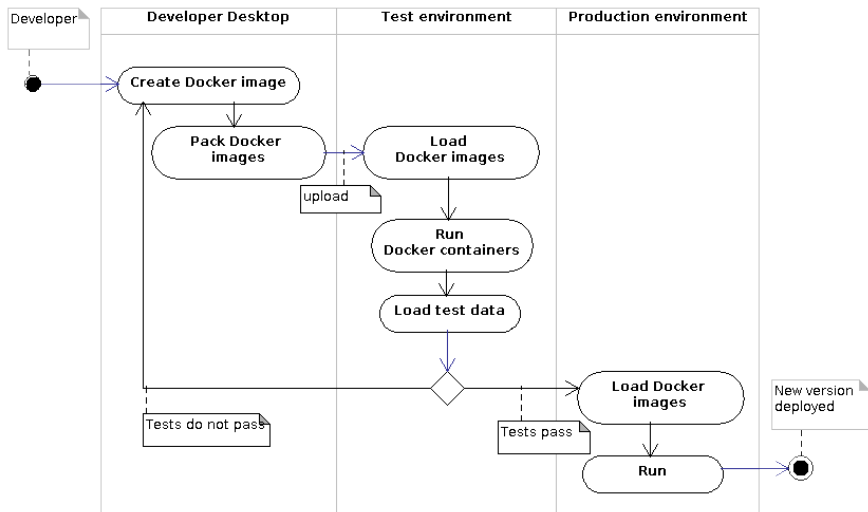 Developer
Developer Desktop
Test environment
Production environment
Create Docker image
Pack Docker
images
Load
Docker images
upload
Run
Docker containers
Load test data
Tests do not pass
Tests pass
Load Docker
images
Run
New version
deployed